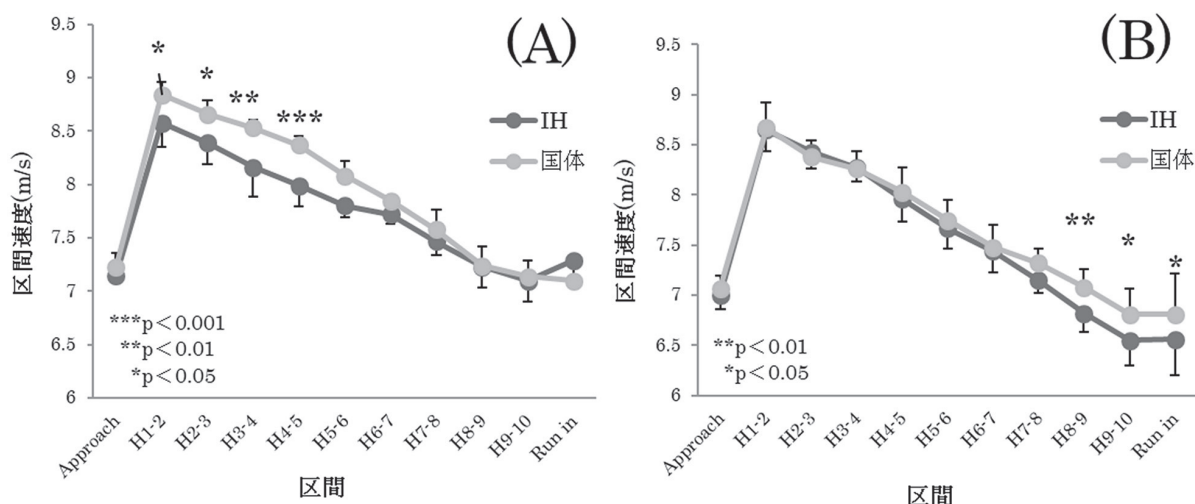 (A)
区間速度(m/s)
9.5
9
8.5
8
7.5
7
6.5
6
*
*
**
***
IH
国体
***p<0.001
**p<0.01
*p<0.05
Approach
H1-2
H2-3
H3-4
H4-5
H5-6
H6-7
H7-8
H8-9
H9-10
Run in
区間
(B)
区間速度(m/s)
9.5
9
8.5
8
7.5
7
6.5
6
IH
国体
**
*
*
**p<0.01
*p<0.05
Approach
H1-2
H2-3
H3-4
H4-5
H5-6
H6-7
H7-8
H8-9
H9-10
Run in
区間